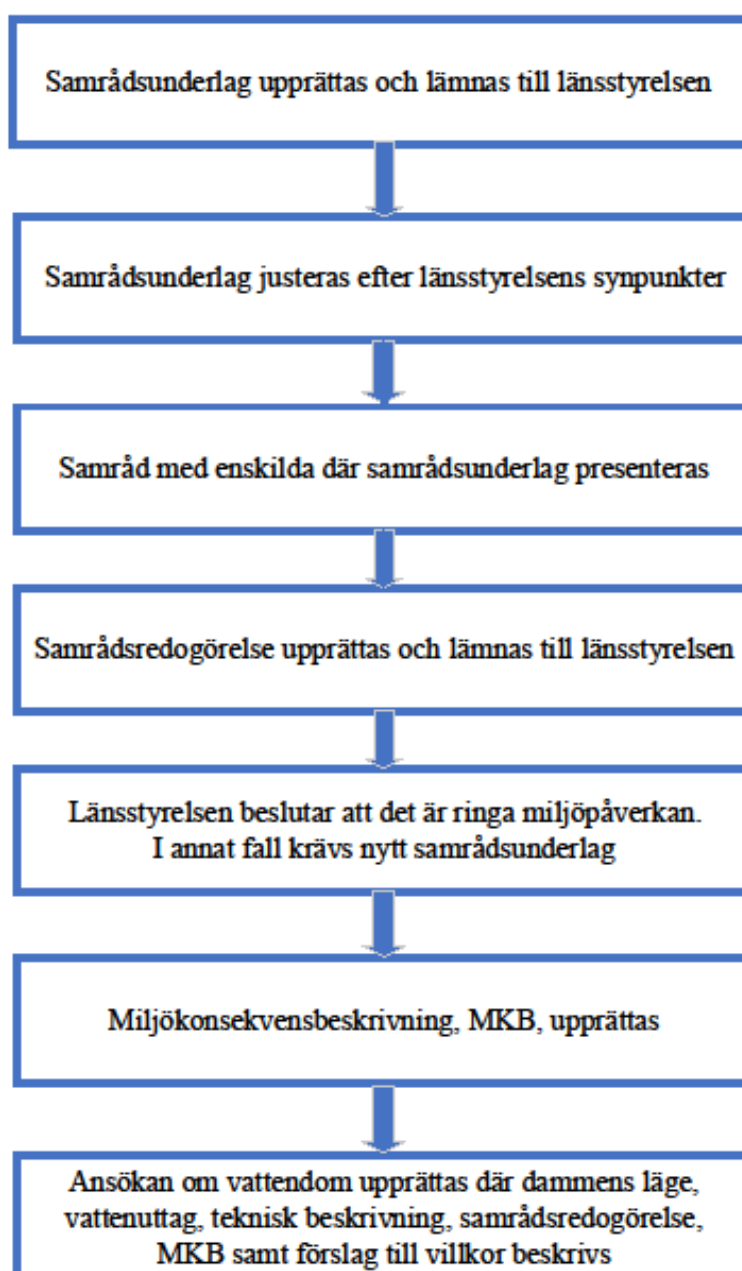 Samrådsunderlag upprättas och lämnas till länsstyrelsen
Samrådsunderlag justeras efter länsstyrelsens synpunkter
Samråd med enskilda där samrådsunderlag presenteras
Samrådsredogörelse upprättas och lämnas till länsstyrelsen
Länsstyrelsen beslutar att det är ringa miljöpåverkan.
I annat fall krävs nytt samrådsunderlag
Miljökonsekvensbeskrivning, MKB, upprättas
Ansökan om vattendom upprättas där dammens läge,
vattenuttag, teknisk beskrivning, samrådsredogörelse,
MKB samt förslag till villkor beskrivs